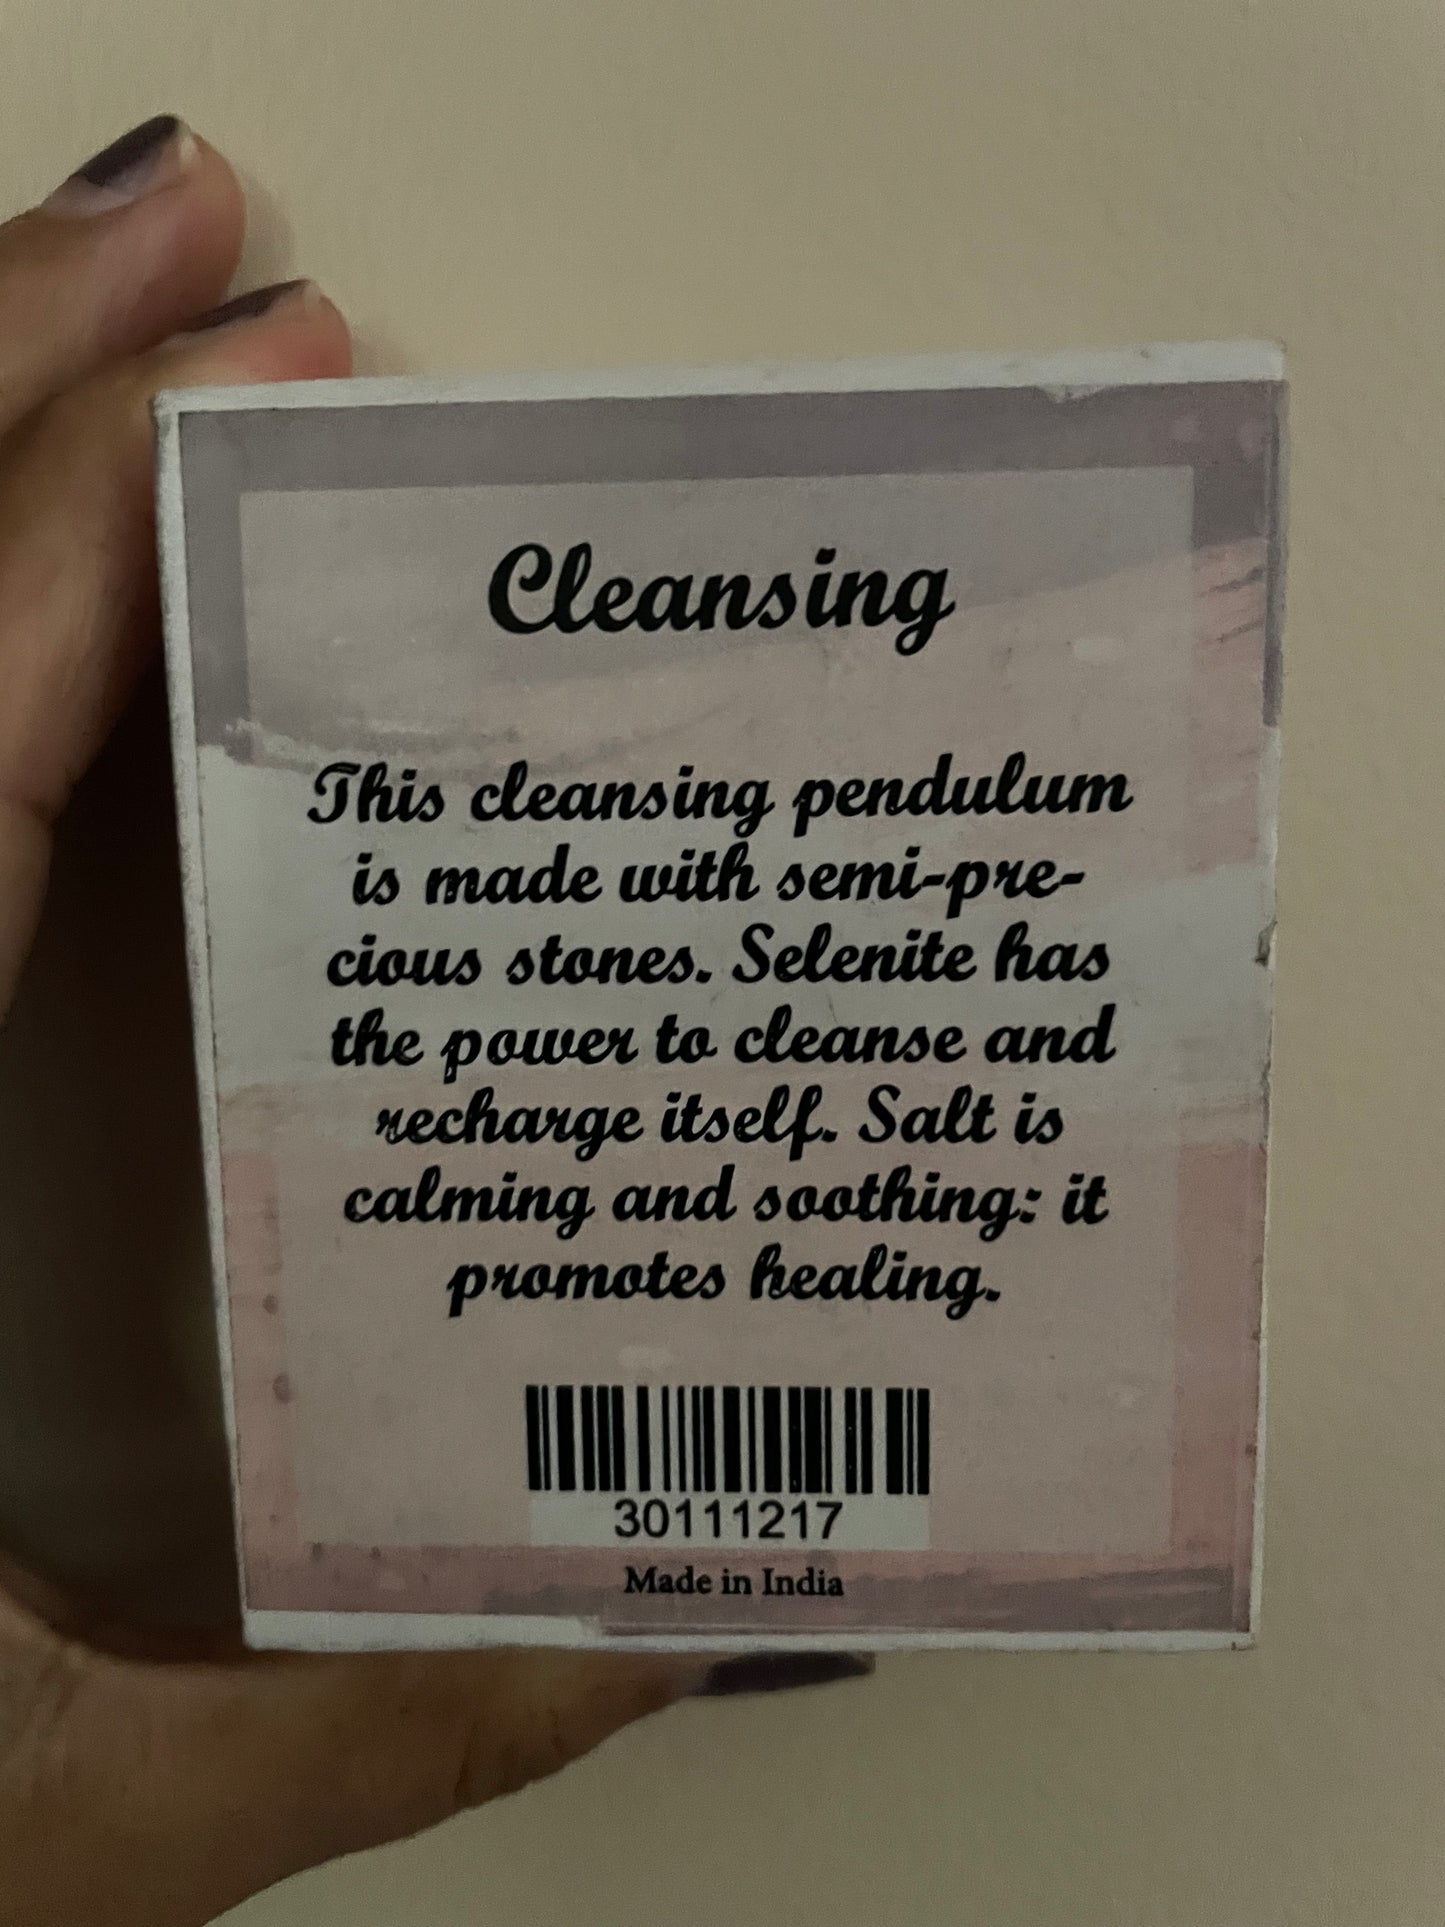 Cleansing
This cleansing pendulum
is made with semi-pre-
cious stones. Selenite has
the power to cleanse and
recharge itself. Salt is
calming and soothing: it
promotes healing.
30111217
Made in India